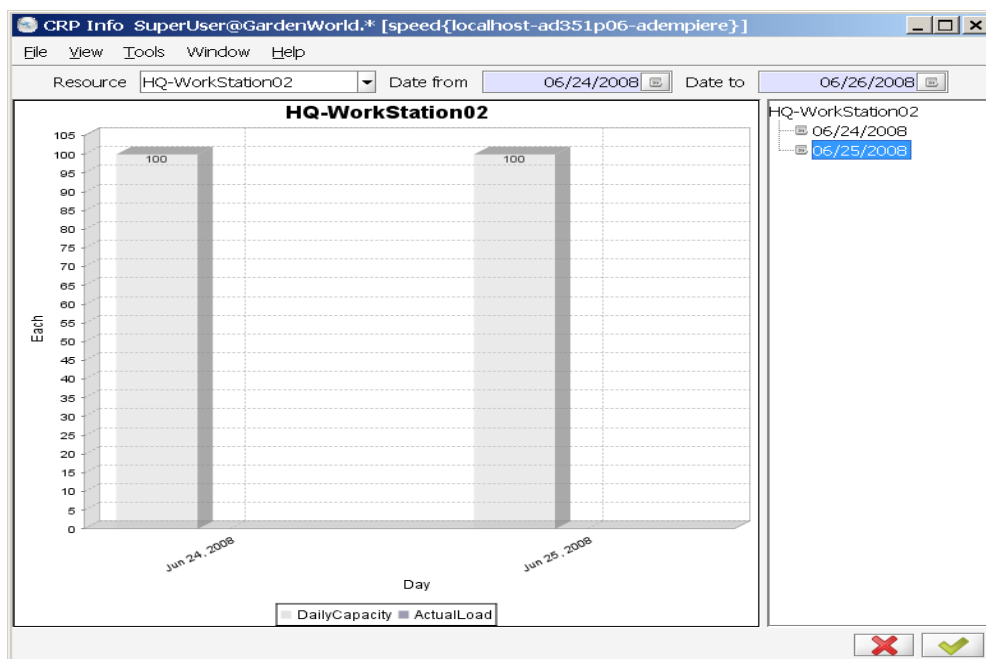 CRP Info SuperUser@GardenWorld.* [speed{localhost-ad351p06-adempiere}]
File View Tools Window Help
Resource HQ-WorkStation02 Date from 06/24/2008 Date to 06/26/2008
HQ-WorkStation02
105
100
95
90
85
80
75
70
65
60
55
50
45
40
35
30
25
20
15
10
5
0
Each
100
100
Jun 24, 2008
Jun 25, 2008
Day
DailyCapacity ActualLoad
HQ-WorkStation02
06/24/2008
06/25/2008